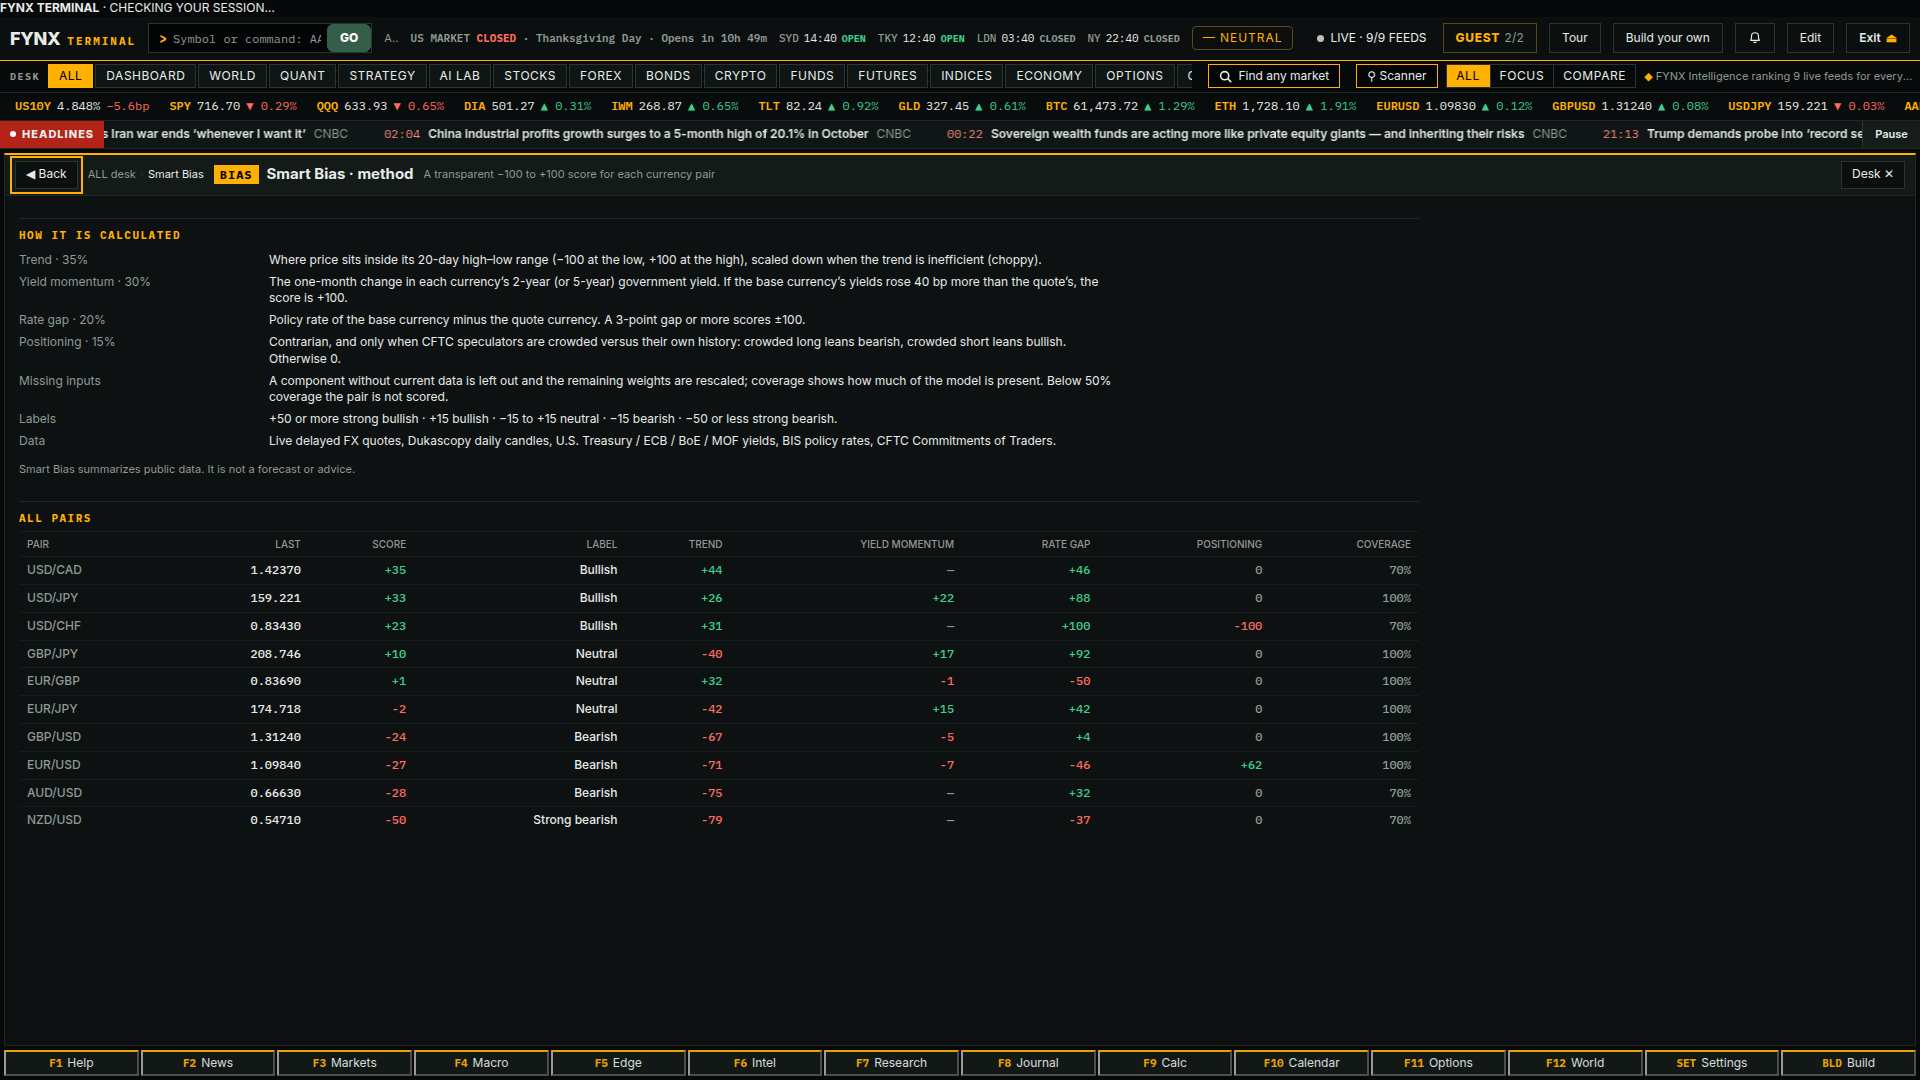 FYNX TERMINAL · CHECKING YOUR SESSION...
FYNX TERMINAL > Symbol or command: GO A.. US MARKET CLOSED · Thanksgiving Day · Opens in 10h 49m SYD 14:40 OPEN TKY 12:40 OPEN LDN 03:40 CLOSED NY 22:40 CLOSED — NEUTRAL ● LIVE · 9/9 FEEDS GUEST 2/2 Tour Build your own Edit Exit ⏏
DESK ALL DASHBOARD WORLD QUANT STRATEGY AI LAB STOCKS FOREX BONDS CRYPTO FUNDS FUTURES INDICES ECONOMY OPTIONS Find any market Scanner ALL FOCUS COMPARE ◆ FYNX Intelligence ranking 9 live feeds for every...
US10Y 4.848% −5.6bp SPY 716.70 ▼ 0.29% QQQ 633.93 ▼ 0.65% DIA 501.27 ▲ 0.31% IWM 268.87 ▲ 0.65% TLT 82.24 ▲ 0.92% GLD 327.45 ▲ 0.61% BTC 61,473.72 ▲ 1.29% ETH 1,728.10 ▲ 1.91% EURUSD 1.09830 ▲ 0.12% GBPUSD 1.31240 ▲ 0.08% USDJPY 159.221 ▼ 0.03%
● HEADLINES s Iran war ends ‘whenever I want it’ CNBC 02:04 China industrial profits growth surges to a 5-month high of 20.1% in October CNBC 00:22 Sovereign wealth funds are acting more like private equity giants — and inheriting their risks CNBC 21:13 Trump demands probe into ‘record se Pause
◀ Back ALL desk Smart Bias BIAS Smart Bias · method A transparent −100 to +100 score for each currency pair Desk ✕
HOW IT IS CALCULATED
Trend · 35% Where price sits inside its 20-day high–low range (−100 at the low, +100 at the high), scaled down when the trend is inefficient (choppy).
Yield momentum · 30% The one-month change in each currency’s 2-year (or 5-year) government yield. If the base currency’s yields rose 40 bp more than the quote’s, the
score is +100.
Rate gap · 20% Policy rate of the base currency minus the quote currency. A 3-point gap or more scores ±100.
Positioning · 15% Contrarian, and only when CFTC speculators are crowded versus their own history: crowded long leans bearish, crowded short leans bullish.
Otherwise 0.
Missing inputs A component without current data is left out and the remaining weights are rescaled; coverage shows how much of the model is present. Below 50%
coverage the pair is not scored.
Labels +50 or more strong bullish · +15 bullish · −15 to +15 neutral · −15 bearish · −50 or less strong bearish.
Data Live delayed FX quotes, Dukascopy daily candles, U.S. Treasury / ECB / BoE / MOF yields, BIS policy rates, CFTC Commitments of Traders.
Smart Bias summarizes public data. It is not a forecast or advice.
ALL PAIRS
PAIR LAST SCORE LABEL TREND YIELD MOMENTUM RATE GAP POSITIONING COVERAGE
USD/CAD 1.42370 +35 Bullish +44 — +46 0 70%
USD/JPY 159.221 +33 Bullish +26 +22 +88 0 100%
USD/CHF 0.83430 +23 Bullish +31 — +100 -100 70%
GBP/JPY 208.746 +10 Neutral -40 +17 +92 0 100%
EUR/GBP 0.83690 +1 Neutral +32 -1 -50 0 100%
EUR/JPY 174.718 -2 Neutral -42 +15 +42 0 100%
GBP/USD 1.31240 -24 Bearish -67 -5 +4 0 100%
EUR/USD 1.09840 -27 Bearish -71 -7 -46 +62 100%
AUD/USD 0.66630 -28 Bearish -75 — +32 0 70%
NZD/USD 0.54710 -50 Strong bearish -79 — -37 0 70%
F1 Help F2 News F3 Markets F4 Macro F5 Edge F6 Intel F7 Research F8 Journal F9 Calc F10 Calendar F11 Options F12 World SET Settings BLD Build